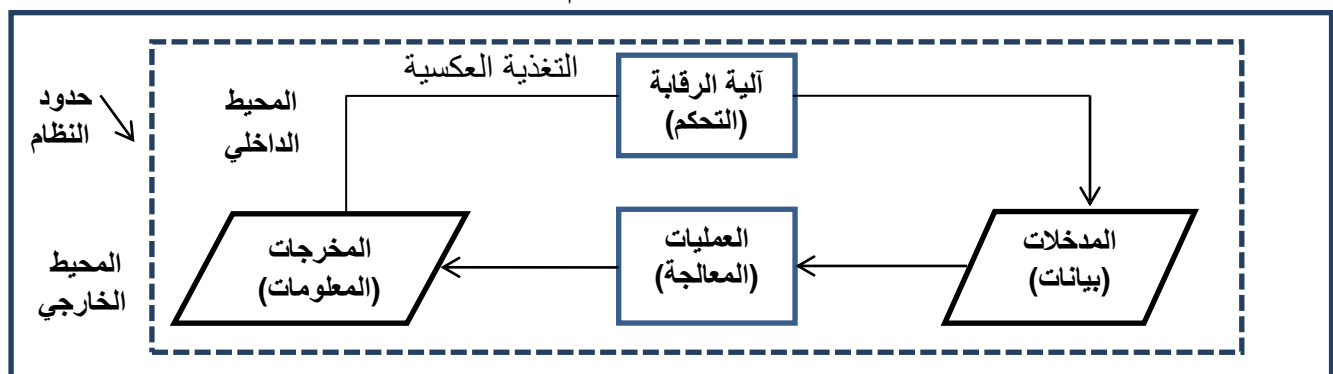 التغذية العكسية
آلية الرقابة
(التحكم)
حدود
النظام
المحيط
الداخلي
المدخلات
(بيانات)
العمليات
(المعالجة)
المخرجات
(المعلومات)
المحيط
الخارجي